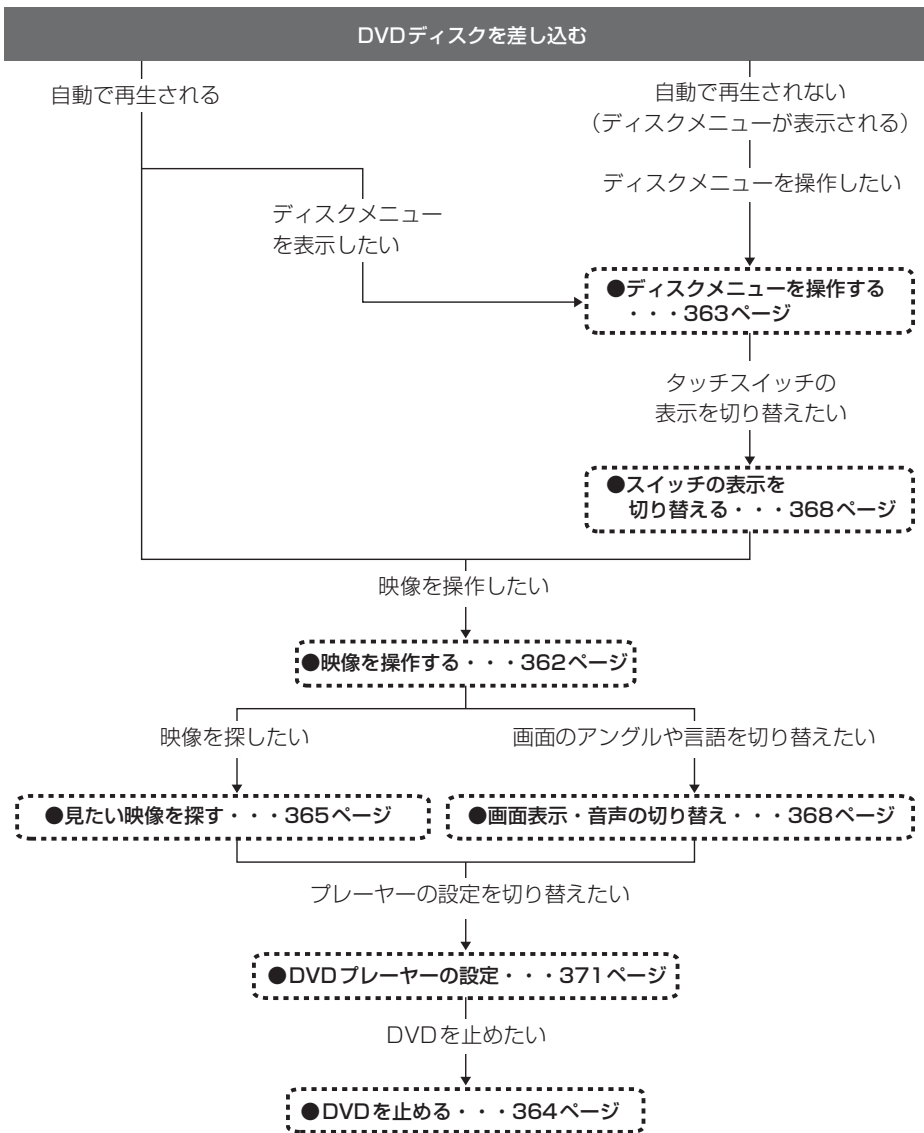 DVDディスクを差し込む
自動で再生される
自動で再生されない
（ディスクメニューが表示される）
ディスクメニューを操作したい
ディスクメニュー
を表示したい
●ディスクメニューを操作する
・・・363ページ
タッチスイッチの
表示を切り替えたい
●スイッチの表示を
切り替える・・・368ページ
映像を操作したい
●映像を操作する・・・362ページ
映像を探したい
画面のアングルや言語を切り替えたい
●見たい映像を探す・・・365ページ
●画面表示・音声の切り替え・・・368ページ
プレーヤーの設定を切り替えたい
●DVDプレーヤーの設定・・・371ページ
DVDを止めたい
●DVDを止める・・・364ページ